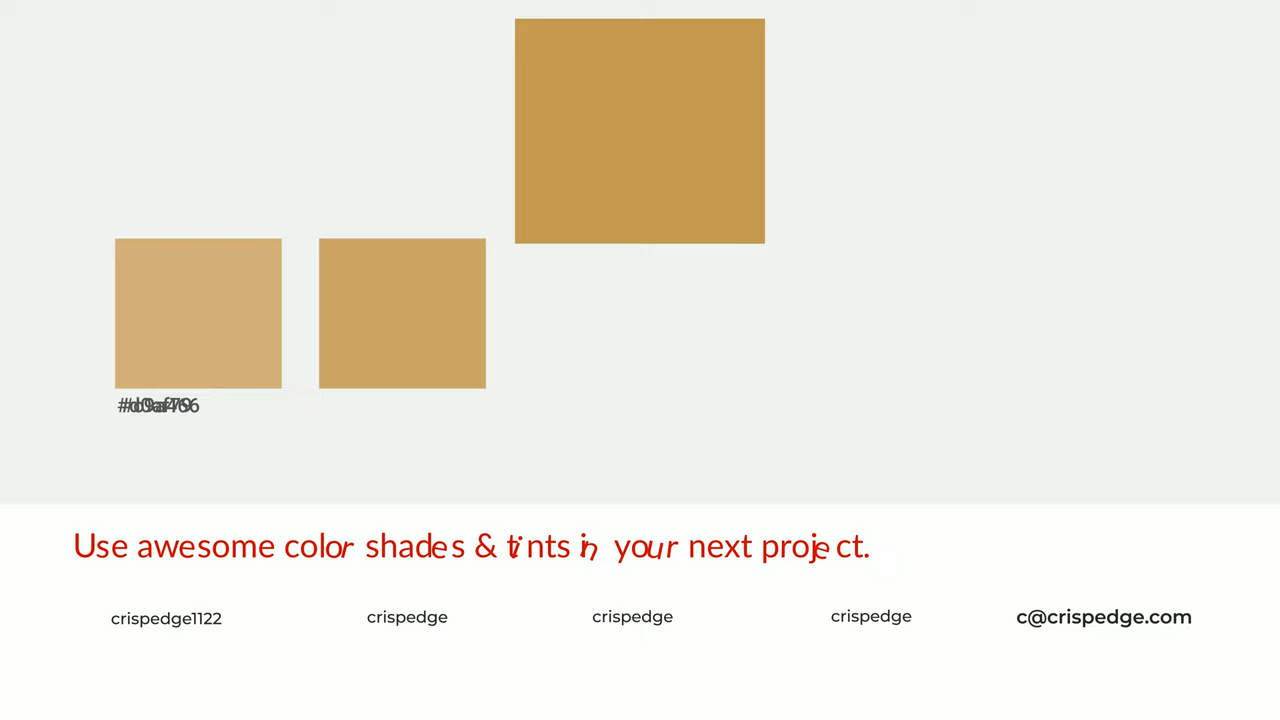 Use awesome color shades & tints in your next project.
crispedge1122 crispedge crispedge crispedge c@crispedge.com